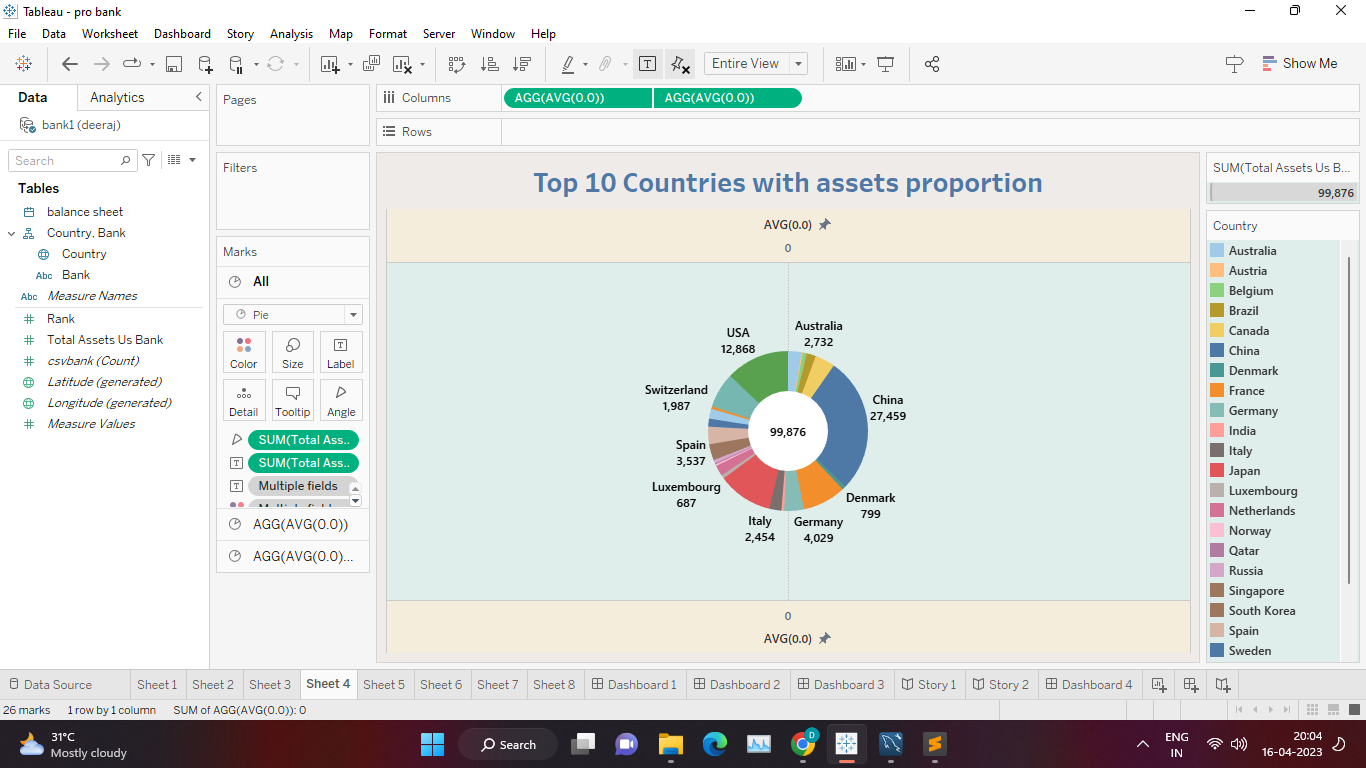 Tableau - pro bank
File Data Worksheet Dashboard Story Analysis Map Format Server Window Help
Entire View
Show Me
Data Analytics
bank1 (deeraj)
Search
Tables
balance sheet
Country, Bank
Country
Abc Bank
Abc Measure Names
Rank
Total Assets Us Bank
csvbank (Count)
Latitude (generated)
Longitude (generated)
Measure Values
Pages
Filters
Marks
All
Pie
Color Size Label
Detail Tooltip Angle
SUM(Total Ass..
SUM(Total Ass..
Multiple fields
AGG(AVG(0.0))
AGG(AVG(0.0)...
Columns AGG(AVG(0.0)) AGG(AVG(0.0))
Rows
Top 10 Countries with assets proportion
AVG(0.0)
0
USA
12,868
Australia
2,732
Switzerland
1,987
China
27,459
99,876
Spain
3,537
Luxembourg
687
Denmark
799
Italy
2,454
Germany
4,029
0
AVG(0.0)
SUM(Total Assets Us B...
99,876
Country
Australia
Austria
Belgium
Brazil
Canada
China
Denmark
France
Germany
India
Italy
Japan
Luxembourg
Netherlands
Norway
Qatar
Russia
Singapore
South Korea
Spain
Sweden
Data Source Sheet 1 Sheet 2 Sheet 3 Sheet 4 Sheet 5 Sheet 6 Sheet 7 Sheet 8 Dashboard 1 Dashboard 2 Dashboard 3 Story 1 Story 2 Dashboard 4
26 marks 1 row by 1 column SUM of AGG(AVG(0.0)): 0
31°C
Mostly cloudy
Search
D
ENG
IN
20:04
16-04-2023